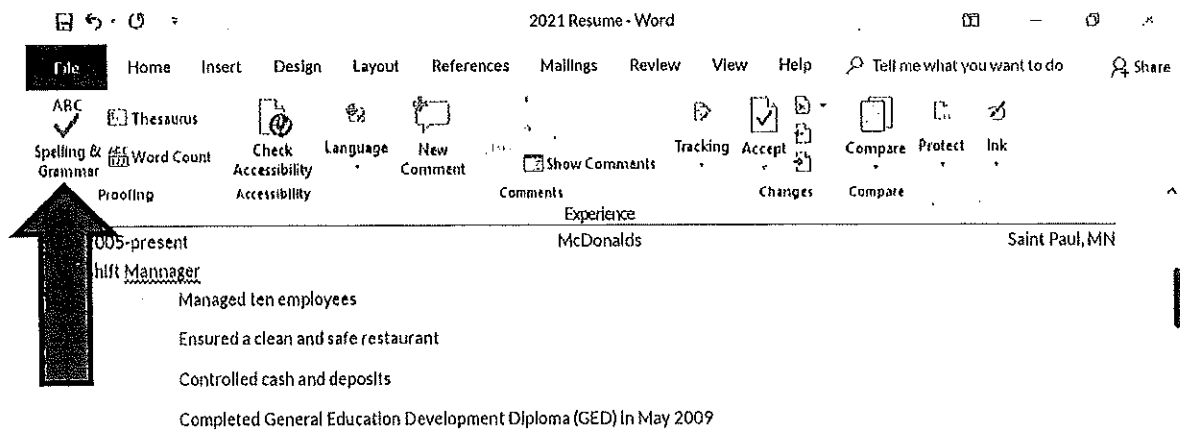 2021 Resume - Word
File Home Insert Design Layout References Mailings Review View Help Tell me what you want to do Share
ABC
Spelling & Grammar
Thesaurus
Word Count
Check Accessibility
Language
New Comment
Show Comments
Tracking
Accept
Compare
Protect
Ink
Proofing Accessibility Comments Changes Compare
Experience
005-present McDonalds Saint Paul, MN
hift Mannager
Managed ten employees
Ensured a clean and safe restaurant
Controlled cash and deposits
Completed General Education Development Diploma (GED) in May 2009